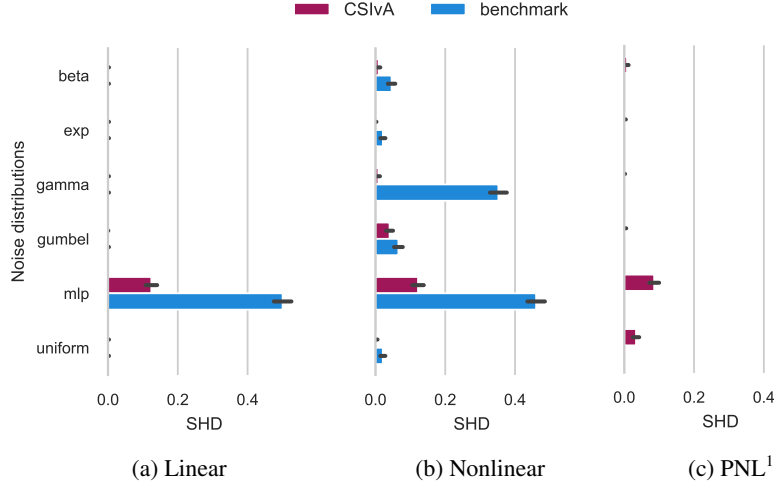 CSIvA benchmark
Noise distributions
beta
exp
gamma
gumbel
mlp
uniform
0.0 0.2 0.4 0.0 0.2 0.4 0.0 0.2 0.4
SHD SHD SHD
(a) Linear (b) Nonlinear (c) PNL¹